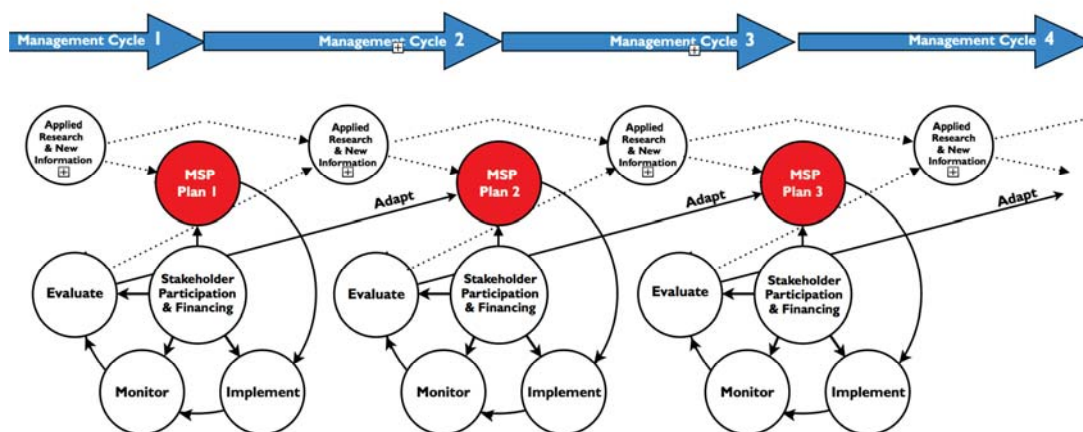 Management Cycle 1
Management Cycle 2
Management Cycle 3
Management Cycle 4
Applied
Research
& New
Information
Applied
Research
& New
Information
Applied
Research
& New
Information
Applied
Research
& New
Information
MSP
Plan 1
MSP
Plan 2
MSP
Plan 3
Adapt
Adapt
Adapt
Evaluate
Stakeholder
Participation
& Financing
Evaluate
Stakeholder
Participation
& Financing
Evaluate
Stakeholder
Participation
& Financing
Monitor
Implement
Monitor
Implement
Monitor
Implement